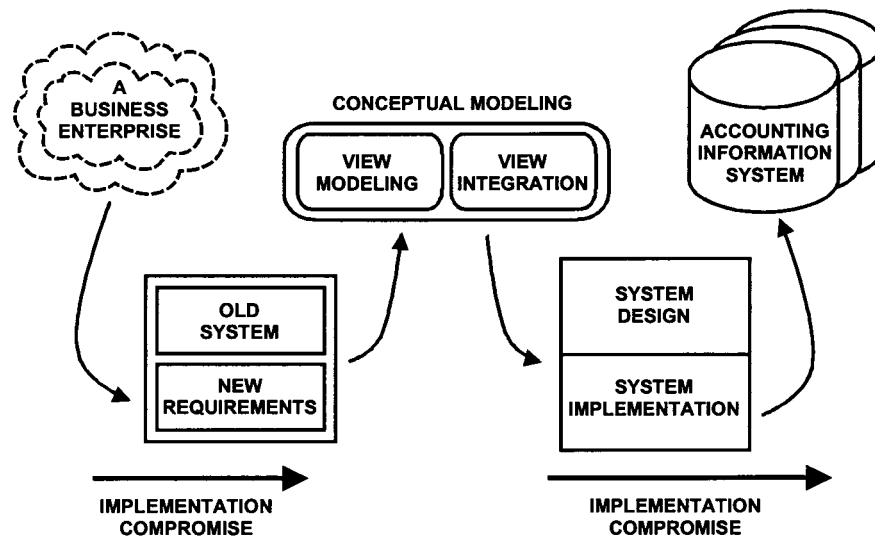 A
BUSINESS
ENTERPRISE
CONCEPTUAL MODELING
VIEW
MODELING
VIEW
INTEGRATION
ACCOUNTING
INFORMATION
SYSTEM
OLD
SYSTEM
NEW
REQUIREMENTS
SYSTEM
DESIGN
SYSTEM
IMPLEMENTATION
IMPLEMENTATION
COMPROMISE
IMPLEMENTATION
COMPROMISE